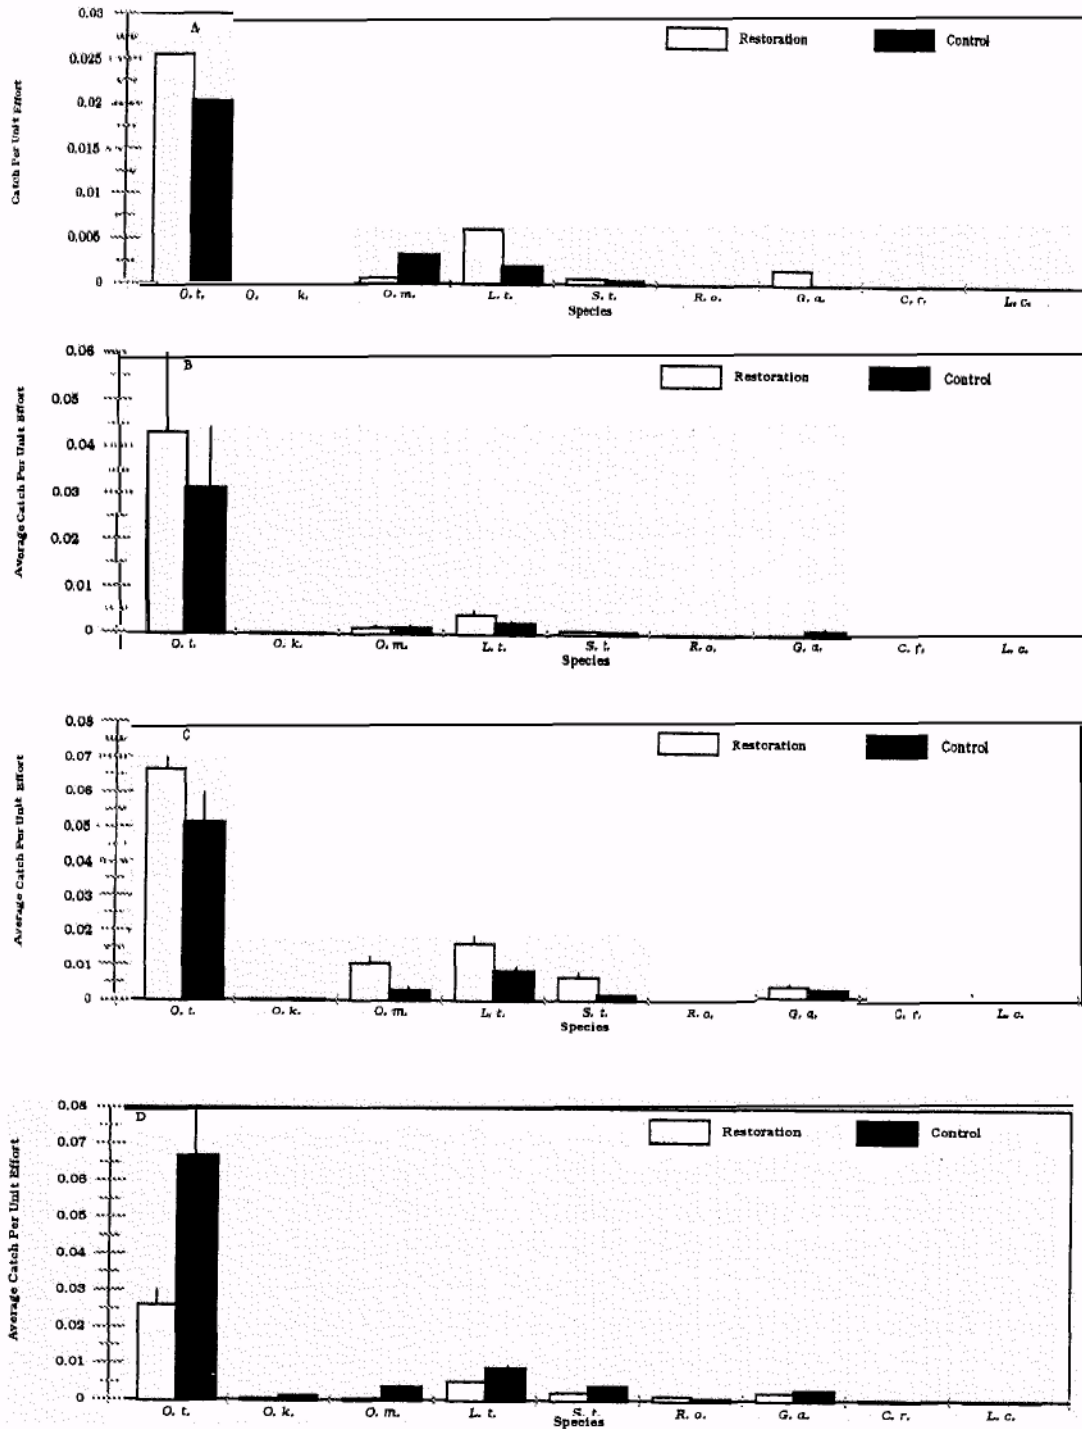 0.03
A
Restoration
Control
0.025
0.02
0.015
0.01
0.005
0
Catch Per Unit Effort
O. t. O. k. O. m. L. t. S. t. R. o. G. a. C. r. L. c.
Species
0.06
B
Restoration
Control
0.05
0.04
0.03
0.02
0.01
0
Average Catch Per Unit Effort
O. t. O. k. O. m. L. t. S. t. R. o. G. a. C. r. L. c.
Species
0.08
C
Restoration
Control
0.07
0.06
0.05
0.04
0.03
0.02
0.01
0
Average Catch Per Unit Effort
O. t. O. k. O. m. L. t. S. t. R. o. G. a. C. r. L. c.
Species
0.08
D
Restoration
Control
0.07
0.06
0.05
0.04
0.03
0.02
0.01
0
Average Catch Per Unit Effort
O. t. O. k. O. m. L. t. S. t. R. o. G. a. C. r. L. c.
Species